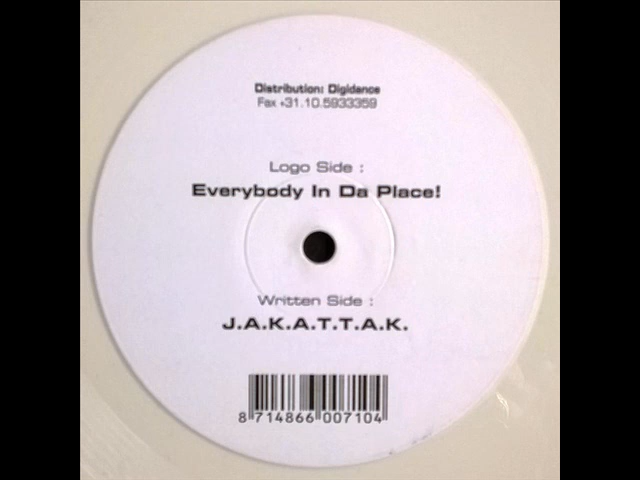 Distribution: Digidance
Fax +31.10.5933359
Logo Side :
Everybody In Da Place!
Written Side :
J.A.K.A.T.T.A.K.
8 714866 007104